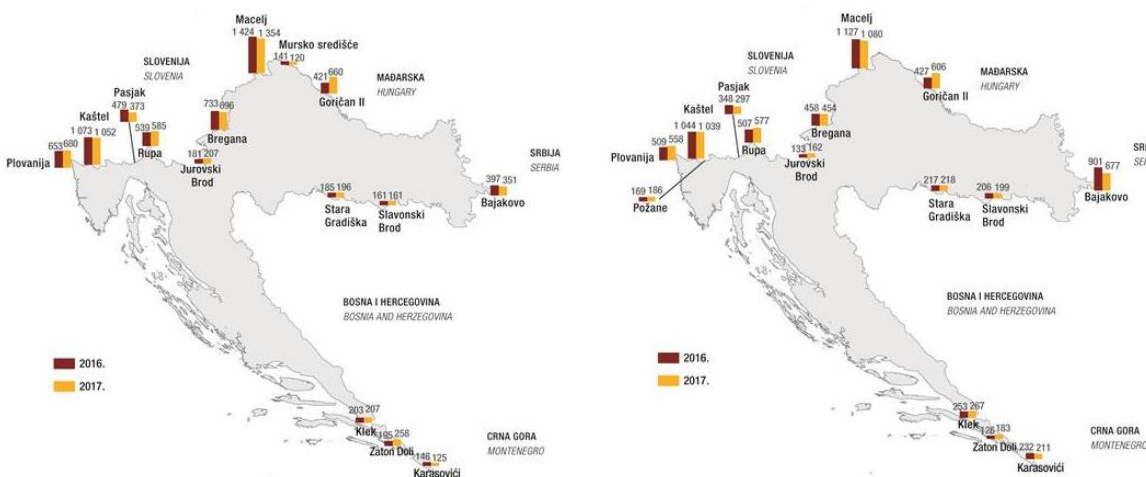 Macelj
1 424 1 354
Mursko središće
141 120
SLOVENIJA
SLOVENIA
421 660
MAĐARSKA
HUNGARY
Goričan II
Pasjak
479 373
Kaštel
1 073 1 052
539 585
Rupa
733 696
Bregana
653 680
Plovanija
181 207
Jurovski
Brod
SRBIJA
SERBIA
397 351
Bajakovo
185 196
Stara
Gradiška
161 161
Slavonski
Brod
BOSNA I HERCEGOVINA
BOSNIA AND HERZEGOVINA
2016.
2017.
203 207
Klek
195 258
Zaton Doli
CRNA GORA
MONTENEGRO
146 125
Karasovići
Macelj
1 127 1 080
SLOVENIJA
SLOVENIA
427 606
MAĐARSKA
HUNGARY
Goričan II
Pasjak
348 297
Kaštel
1 044 1 039
507 577
Rupa
458 454
Bregana
509 558
Plovanija
133 162
Jurovski
Brod
169 186
Požane
901 677
Bajakovo
217 218
Stara
Gradiška
206 199
Slavonski
Brod
BOSNA I HERCEGOVINA
BOSNIA AND HERZEGOVINA
2016.
2017.
253 267
Klek
126 183
Zaton Doli
CRNA GORA
MONTENEGRO
232 211
Karasovići